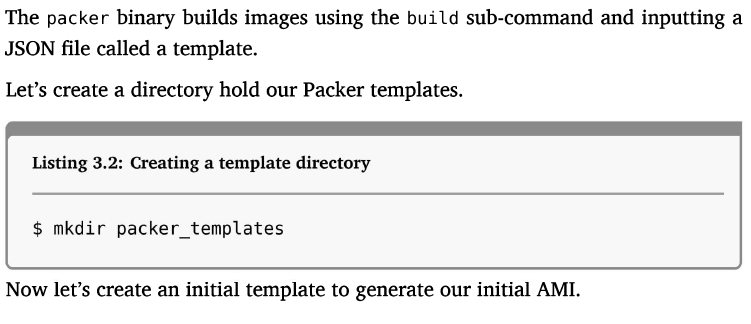 The packer binary builds images using the build sub-command and inputting a
JSON file called a template.
Let’s create a directory hold our Packer templates.
Listing 3.2: Creating a template directory
$ mkdir packer_templates
Now let’s create an initial template to generate our initial AMI.